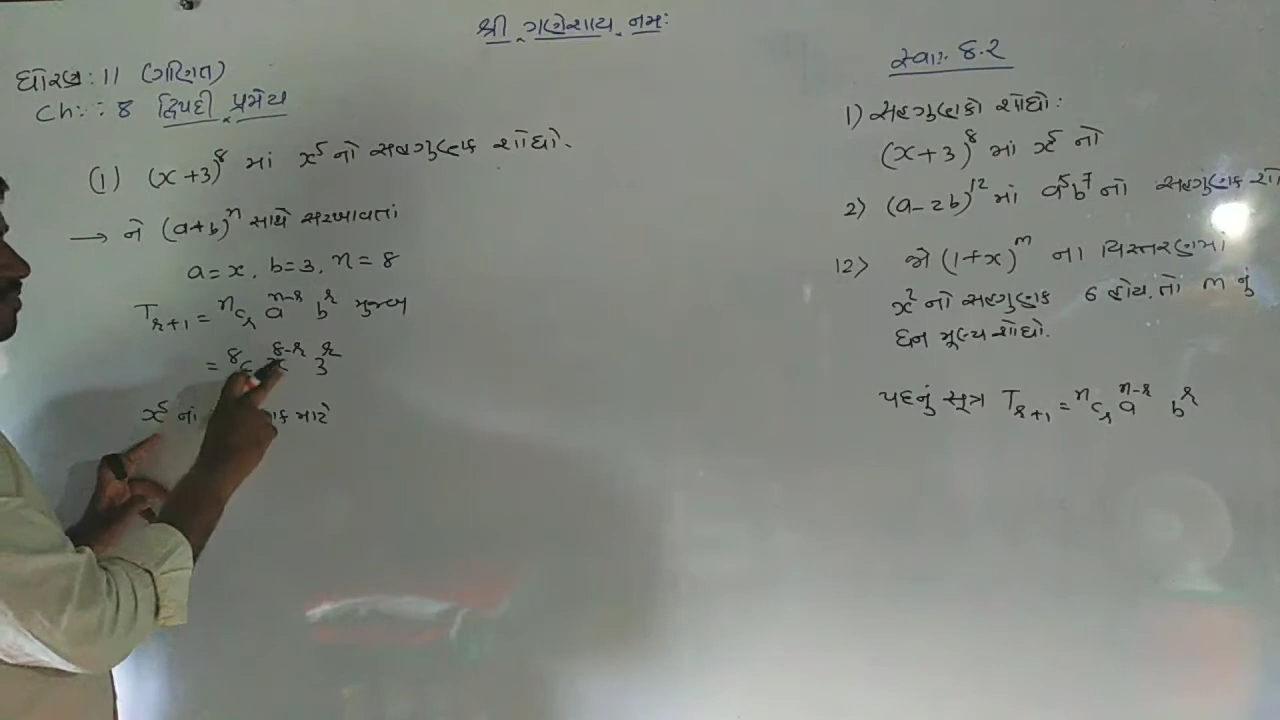 શ્રી ગણેશાય નમઃ
ધોરણ : 11 (ગણિત)
Ch : : 8 દ્વિપદી પ્રમેય
(1) (x+3)⁸ માં x⁵ નો સહગુણક શોધો.
→ ને (a+b)ⁿ સાથે સરખાવતાં
a = x, b = 3, n = 8
Tᵣ₊₁ = ⁿCᵣ aⁿ⁻ʳ bʳ મુજબ
= ⁸C x⁸⁻ʳ 3ʳ
x⁵ નાં માટે
સ્વા. 8.2
1) સહગુણકો શોધો :
(x+3)⁸ માં x⁵ નો
2) (a-2b)¹² માં a⁵b⁷ નો સહગુણક શો
12) જો (1+x)ᵐ ના વિસ્તરણમાં
x² નો સહગુણક 6 હોય, તો m નું
ધન મૂલ્ય શોધો.
પદનું સૂત્ર Tᵣ₊₁ = ⁿCᵣ aⁿ⁻ʳ bʳ